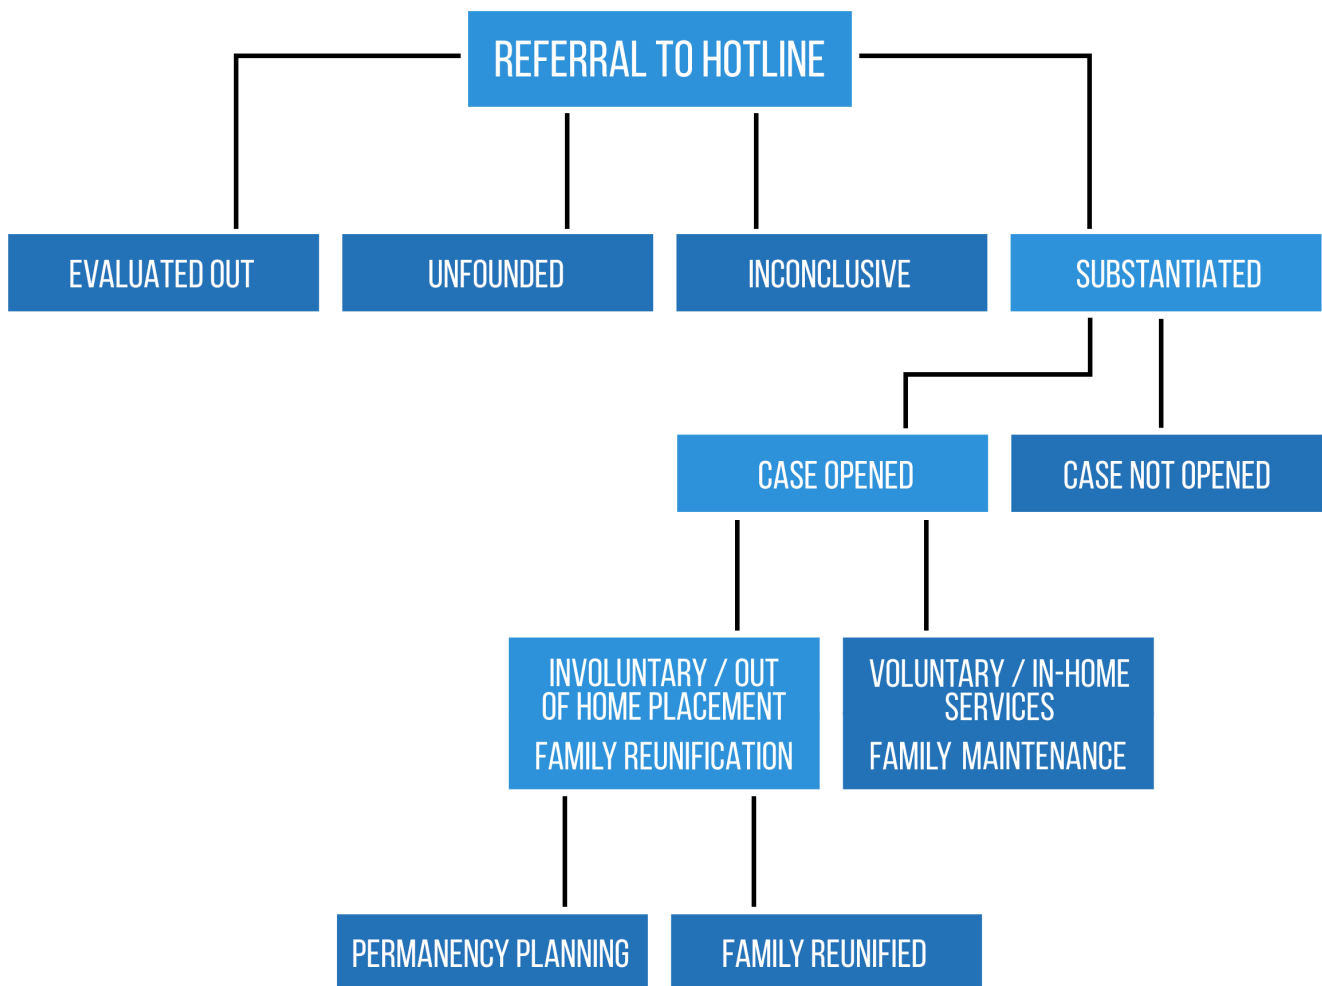 REFERRAL TO HOTLINE
EVALUATED OUT
UNFOUNDED
INCONCLUSIVE
SUBSTANTIATED
CASE OPENED
CASE NOT OPENED
INVOLUNTARY / OUT
OF HOME PLACEMENT
FAMILY REUNIFICATION
VOLUNTARY / IN-HOME
SERVICES
FAMILY MAINTENANCE
PERMANENCY PLANNING
FAMILY REUNIFIED